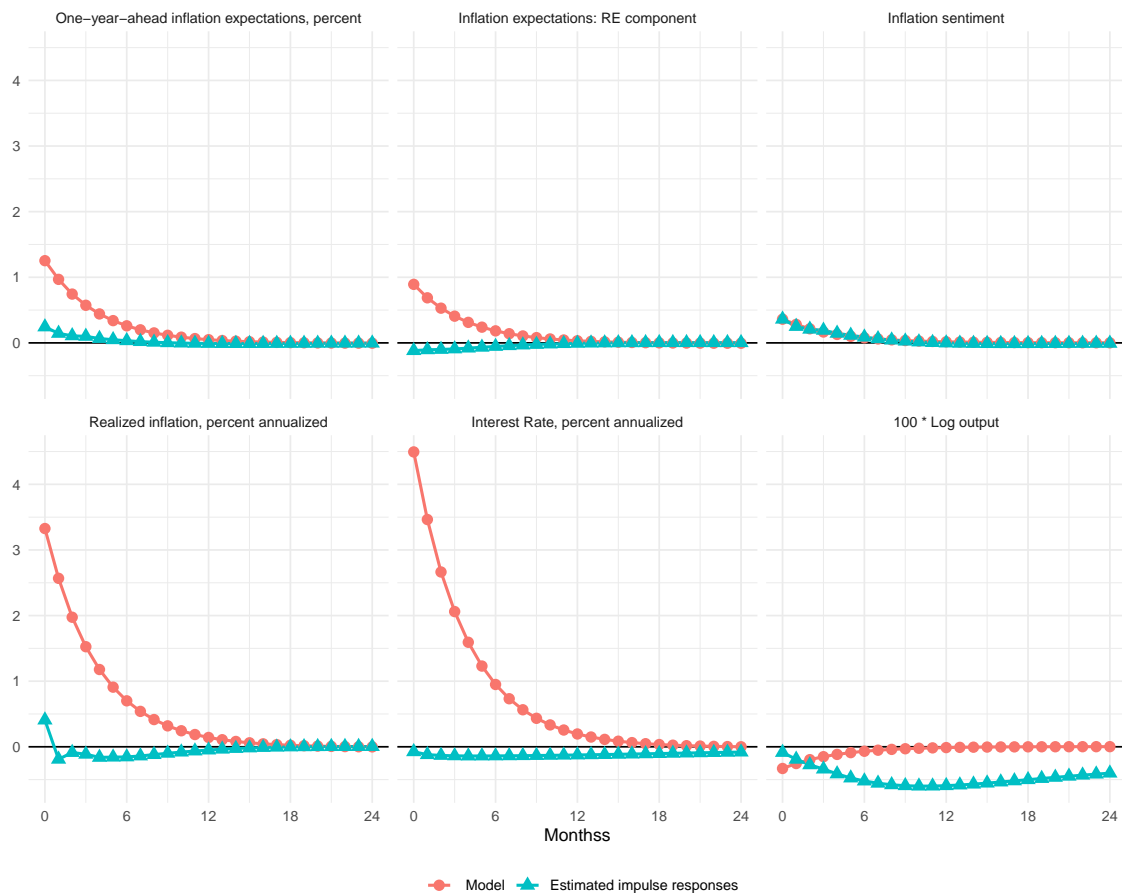 One−year−ahead inflation expectations, percent
Inflation expectations: RE component
Inflation sentiment
4
3
2
1
0
Realized inflation, percent annualized
Interest Rate, percent annualized
100 * Log output
4
3
2
1
0
0 6 12 18 24 0 6 12 18 24 0 6 12 18 24
Monthss
Model Estimated impulse responses